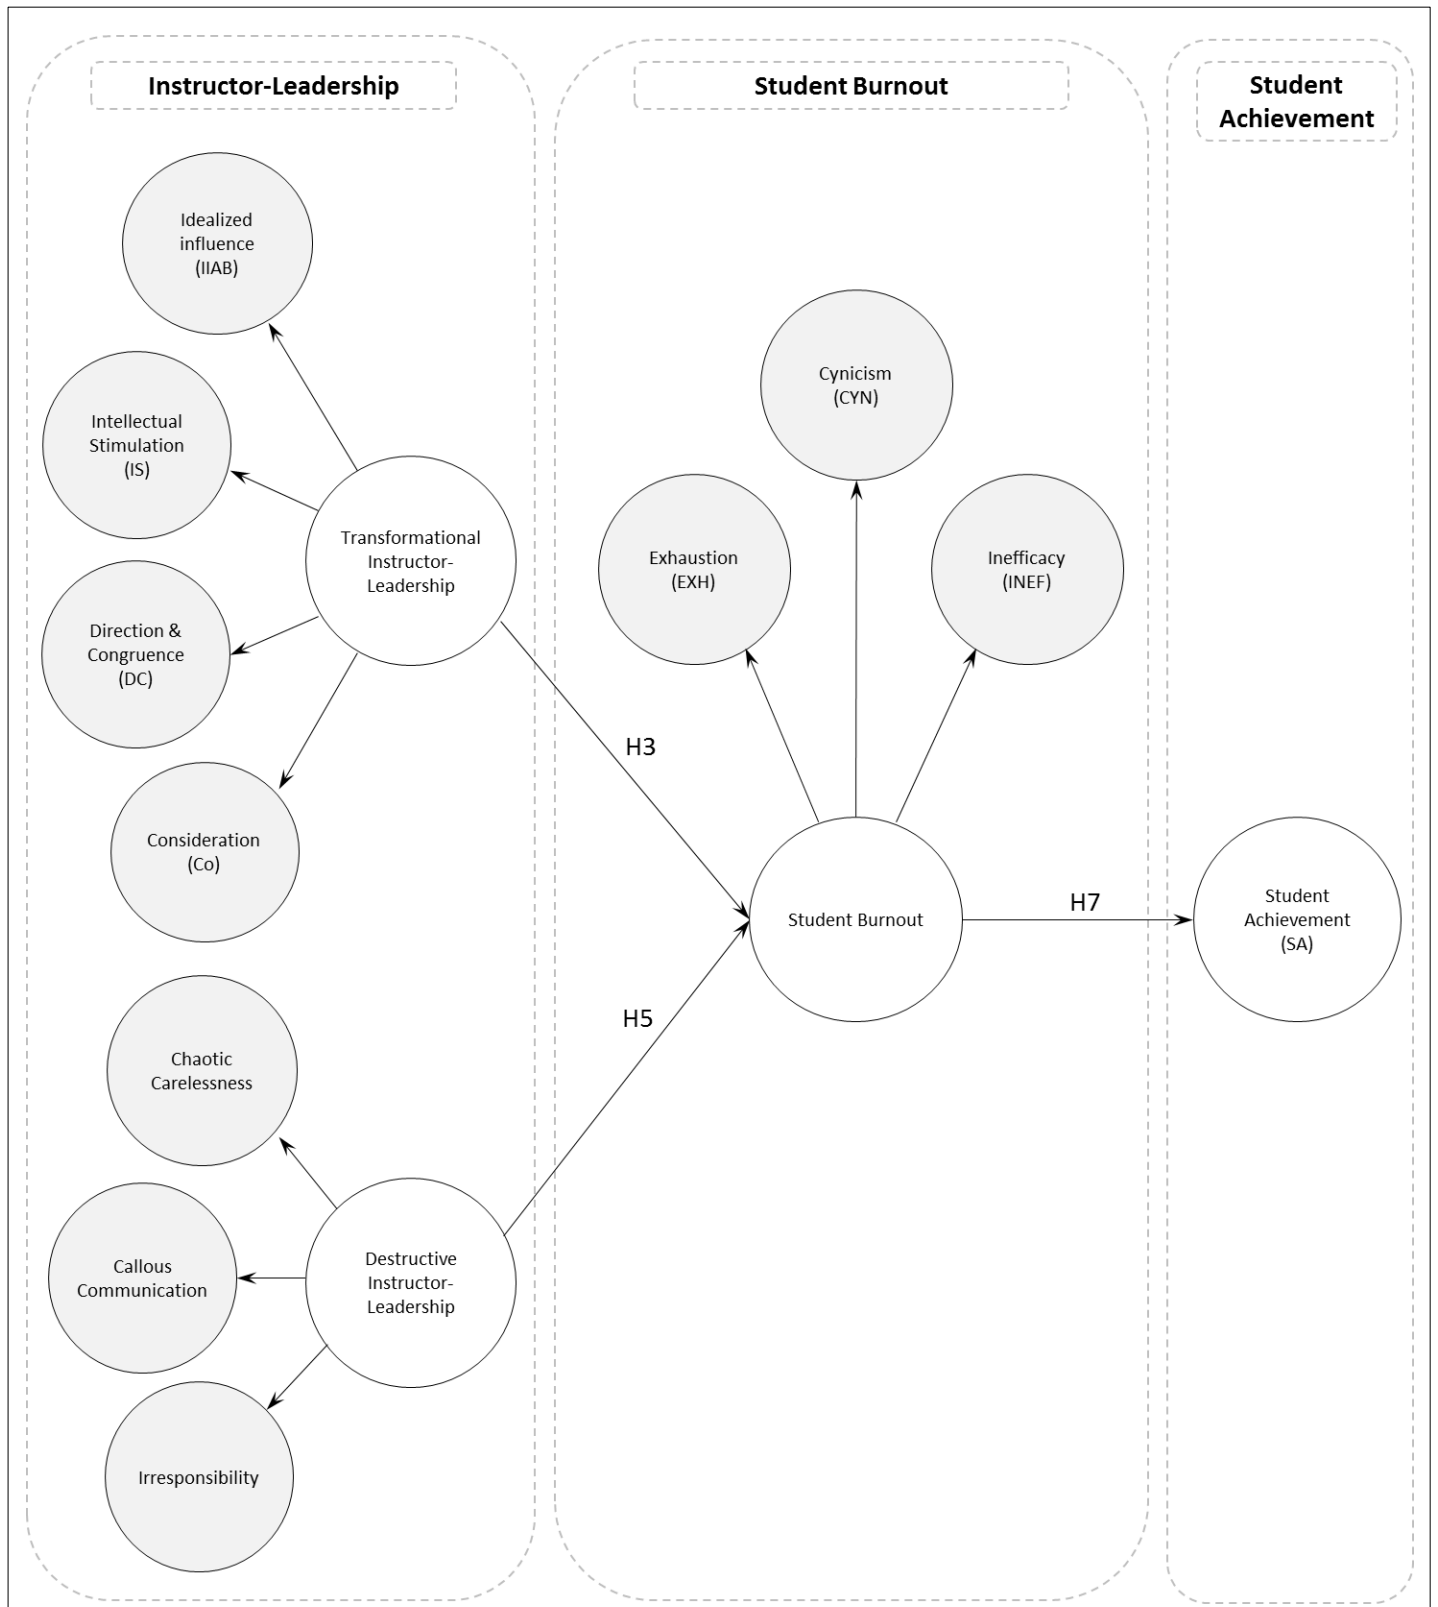 Instructor-Leadership
Idealized
influence
(IIAB)
Intellectual
Stimulation
(IS)
Transformational
Instructor-
Leadership
Direction &
Congruence
(DC)
Consideration
(Co)
Chaotic
Carelessness
Callous
Communication
Destructive
Instructor-
Leadership
Irresponsibility
H3
H5
Student Burnout
Cynicism
(CYN)
Exhaustion
(EXH)
Inefficacy
(INEF)
Student Burnout
H7
Student
Achievement
Student
Achievement
(SA)